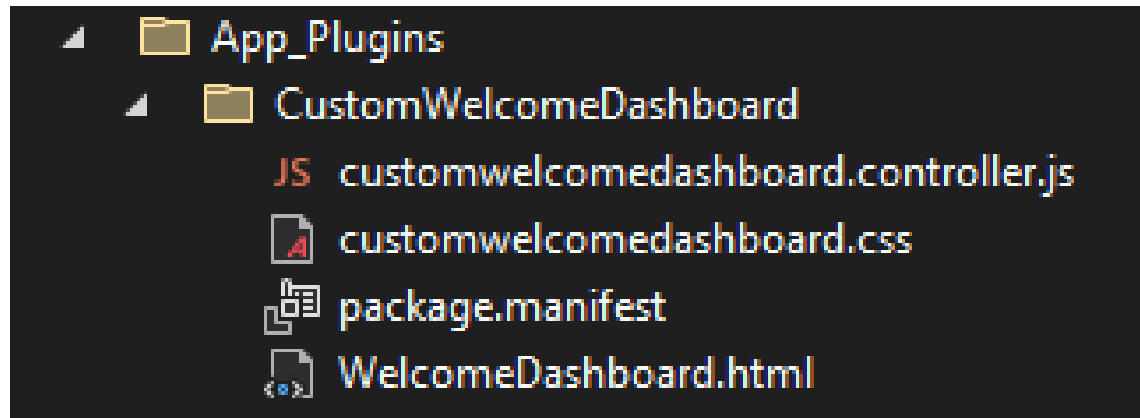 App_Plugins
CustomWelcomeDashboard
JS customwelcomedashboard.controller.js
customwelcomedashboard.css
package.manifest
WelcomeDashboard.html